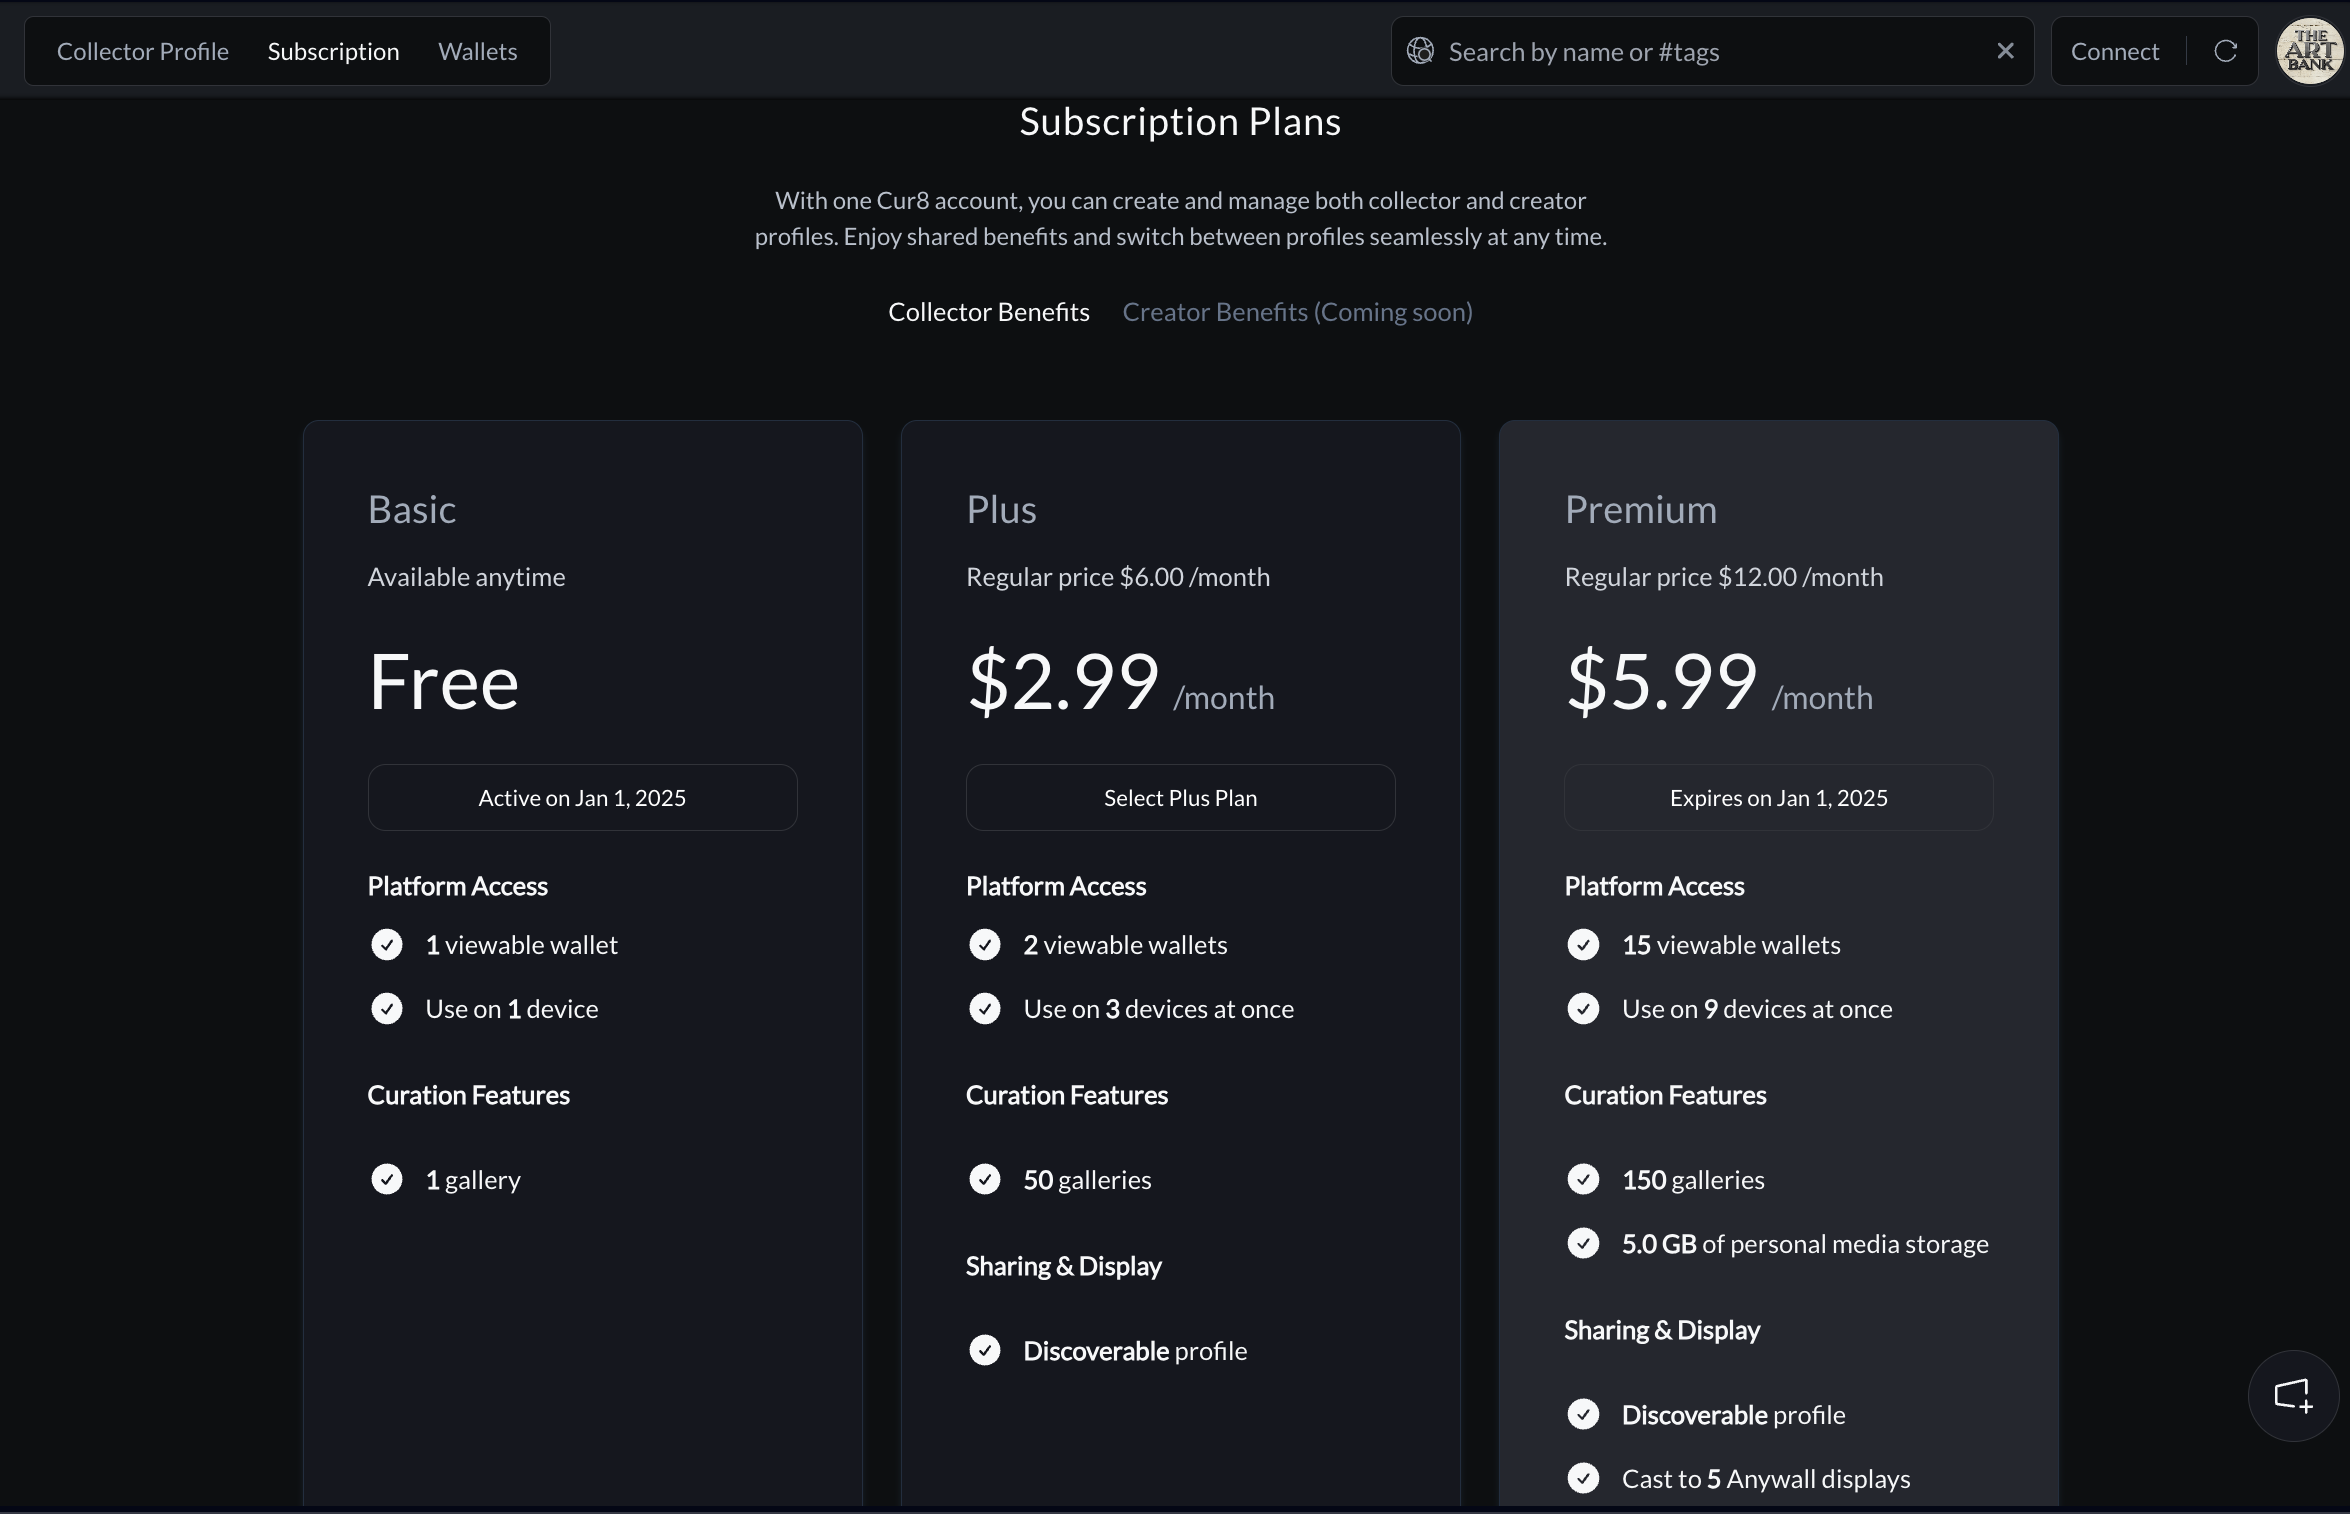 Collector Profile Subscription Wallets
Search by name or #tags
Connect
THE
ART
BANK
Subscription Plans
With one Cur8 account, you can create and manage both collector and creator
profiles. Enjoy shared benefits and switch between profiles seamlessly at any time.
Collector Benefits Creator Benefits (Coming soon)
Basic
Available anytime
Free
Active on Jan 1, 2025
Platform Access
1 viewable wallet
Use on 1 device
Curation Features
1 gallery
Plus
Regular price $6.00 /month
$2.99 /month
Select Plus Plan
Platform Access
2 viewable wallets
Use on 3 devices at once
Curation Features
50 galleries
Sharing & Display
Discoverable profile
Premium
Regular price $12.00 /month
$5.99 /month
Expires on Jan 1, 2025
Platform Access
15 viewable wallets
Use on 9 devices at once
Curation Features
150 galleries
5.0 GB of personal media storage
Sharing & Display
Discoverable profile
Cast to 5 Anywall displays